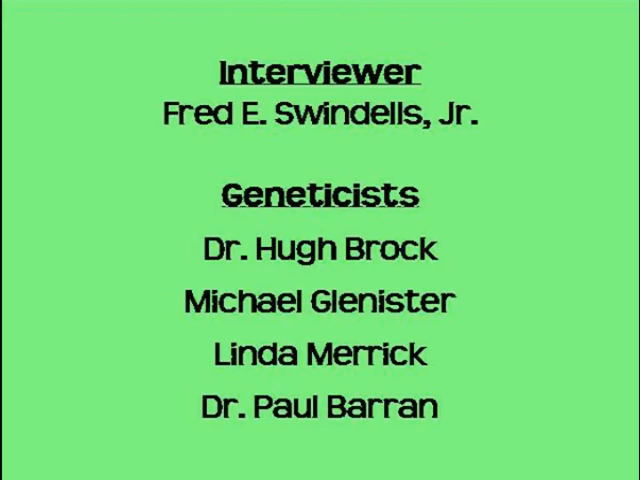 Interviewer
Fred E. Swindells, Jr.
Geneticists
Dr. Hugh Brock
Michael Glenister
Linda Merrick
Dr. Paul Barran